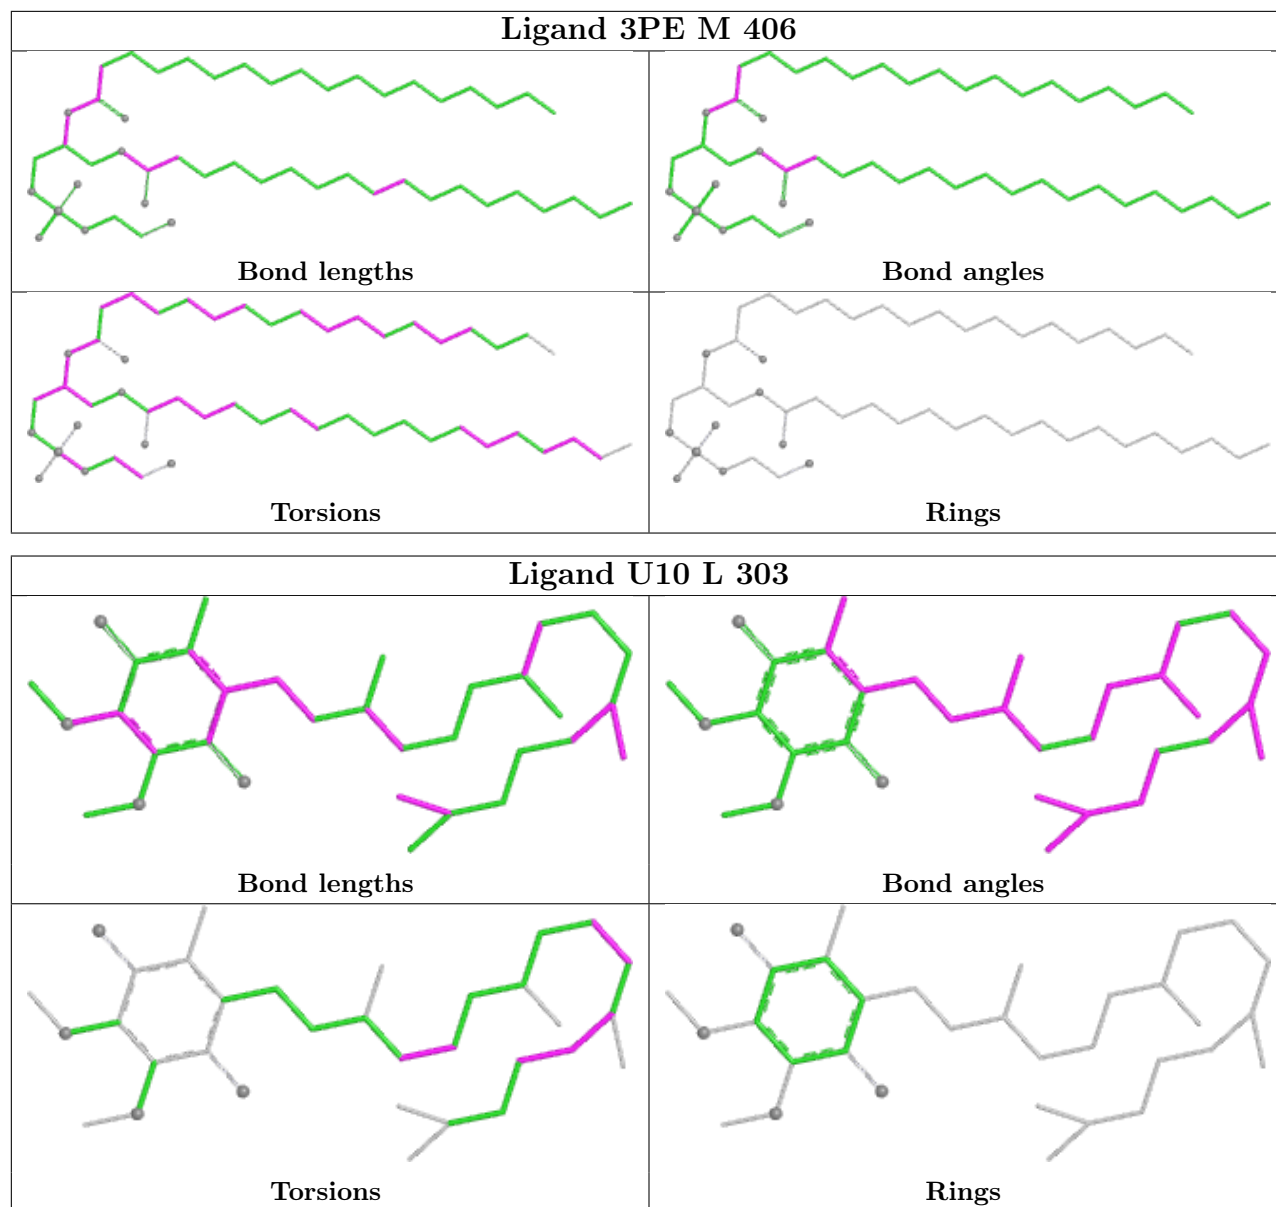 Ligand 3PE M 406
Bond lengths
Bond angles
Torsions
Rings
Ligand U10 L 303
Bond lengths
Bond angles
Torsions
Rings